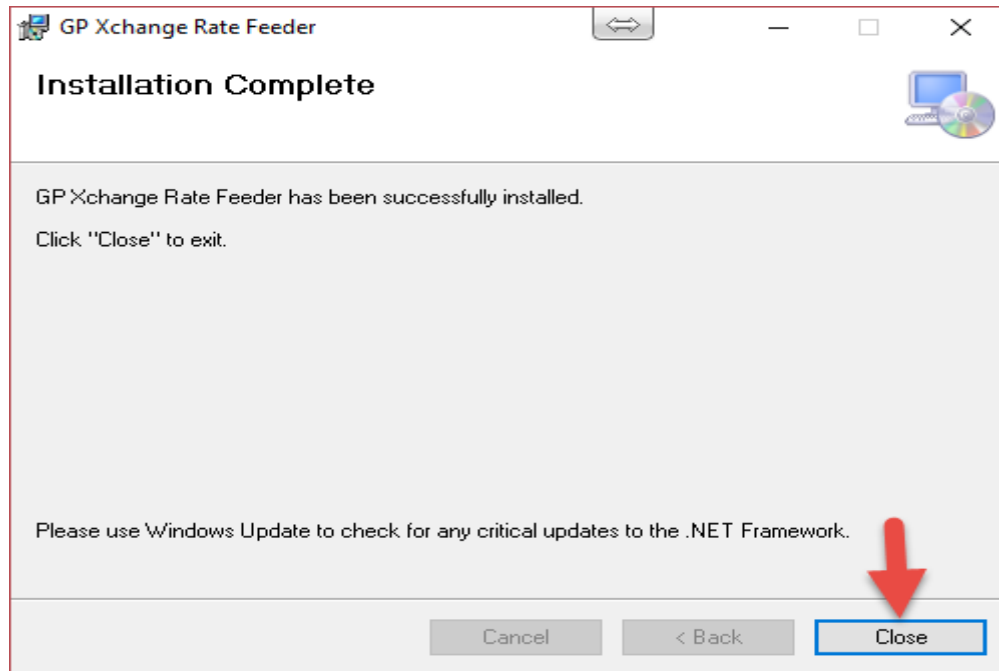 GP Xchange Rate Feeder
Installation Complete
GP Xchange Rate Feeder has been successfully installed.
Click "Close" to exit.
Please use Windows Update to check for any critical updates to the .NET Framework.
Cancel < Back Close